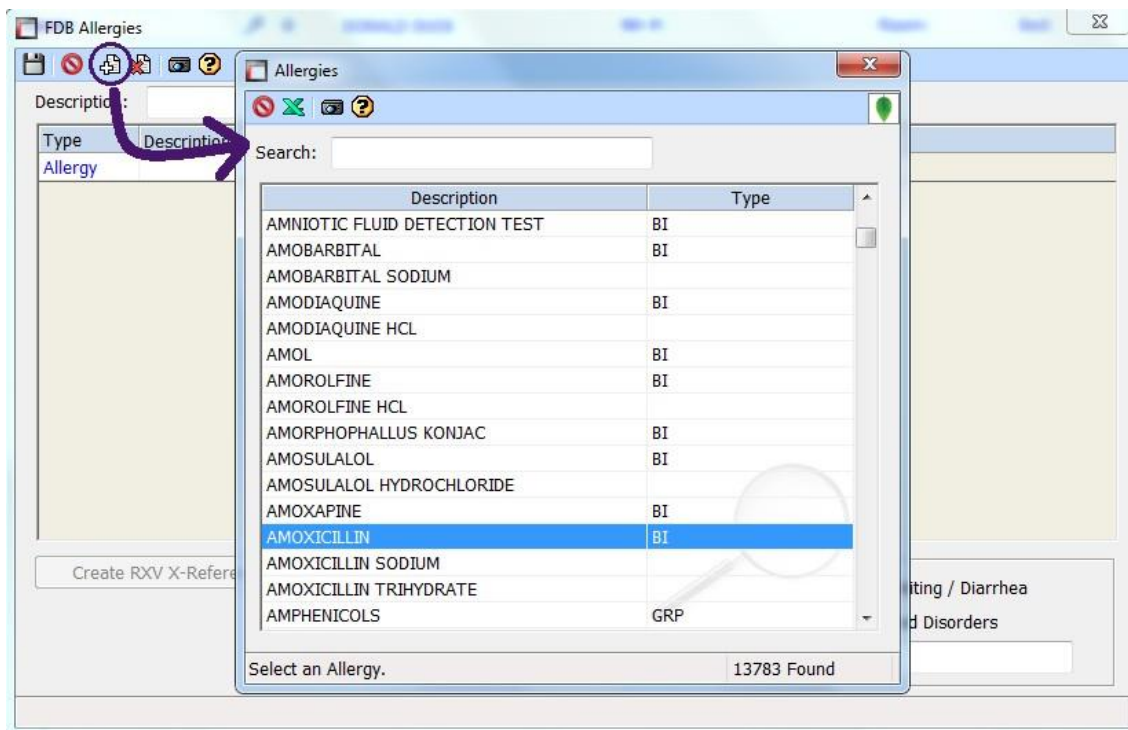 FDB Allergies
Allergies
Description:
Type Description
Allergy
Search:
Description Type
AMNIOTIC FLUID DETECTION TEST BI
AMOBARBITAL BI
AMOBARBITAL SODIUM
AMODIAQUINE BI
AMODIAQUINE HCL
AMOL BI
AMOROLFINE BI
AMOROLFINE HCL
AMORPHOPHALLUS KONJAC BI
AMOSULALOL BI
AMOSULALOL HYDROCHLORIDE
AMOXAPINE BI
AMOXICILLIN BI
AMOXICILLIN SODIUM
AMOXICILLIN TRIHYDRATE
AMPHENICOLS GRP
Create RXV X-Refere
iting / Diarrhea
d Disorders
Select an Allergy. 13783 Found